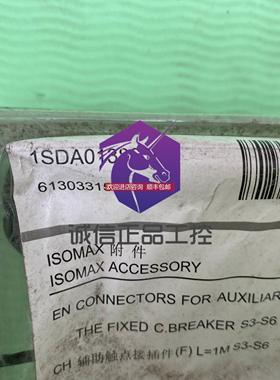 1SDA013
6130331
欢迎进店咨询 顺丰包邮
诚信正品工控
ISOMAX 附件
ISOMAX ACCESSORY
EN CONNECTORS FOR AUXILIAR
THE FIXED C.BREAKER S3-S6
CH 辅助触点接插件(F) L=1M S3-S6